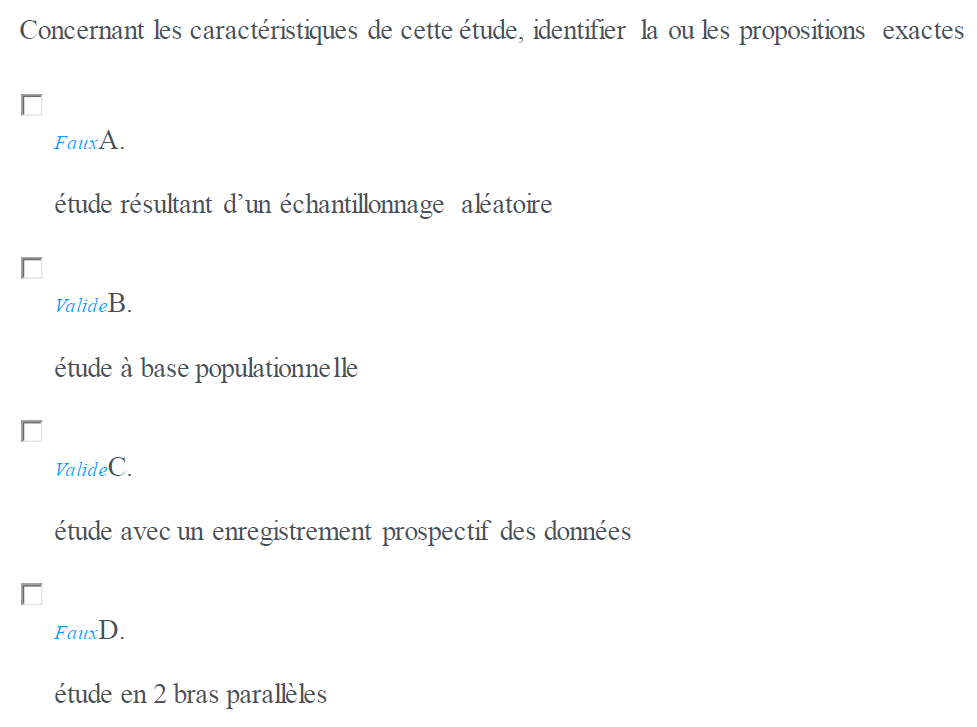 Concernant les caractéristiques de cette étude, identifier la ou les propositions exactes
FauxA.
étude résultant d’un échantillonnage aléatoire
ValideB.
étude à base populationnelle
ValideC.
étude avec un enregistrement prospectif des données
FauxD.
étude en 2 bras parallèles